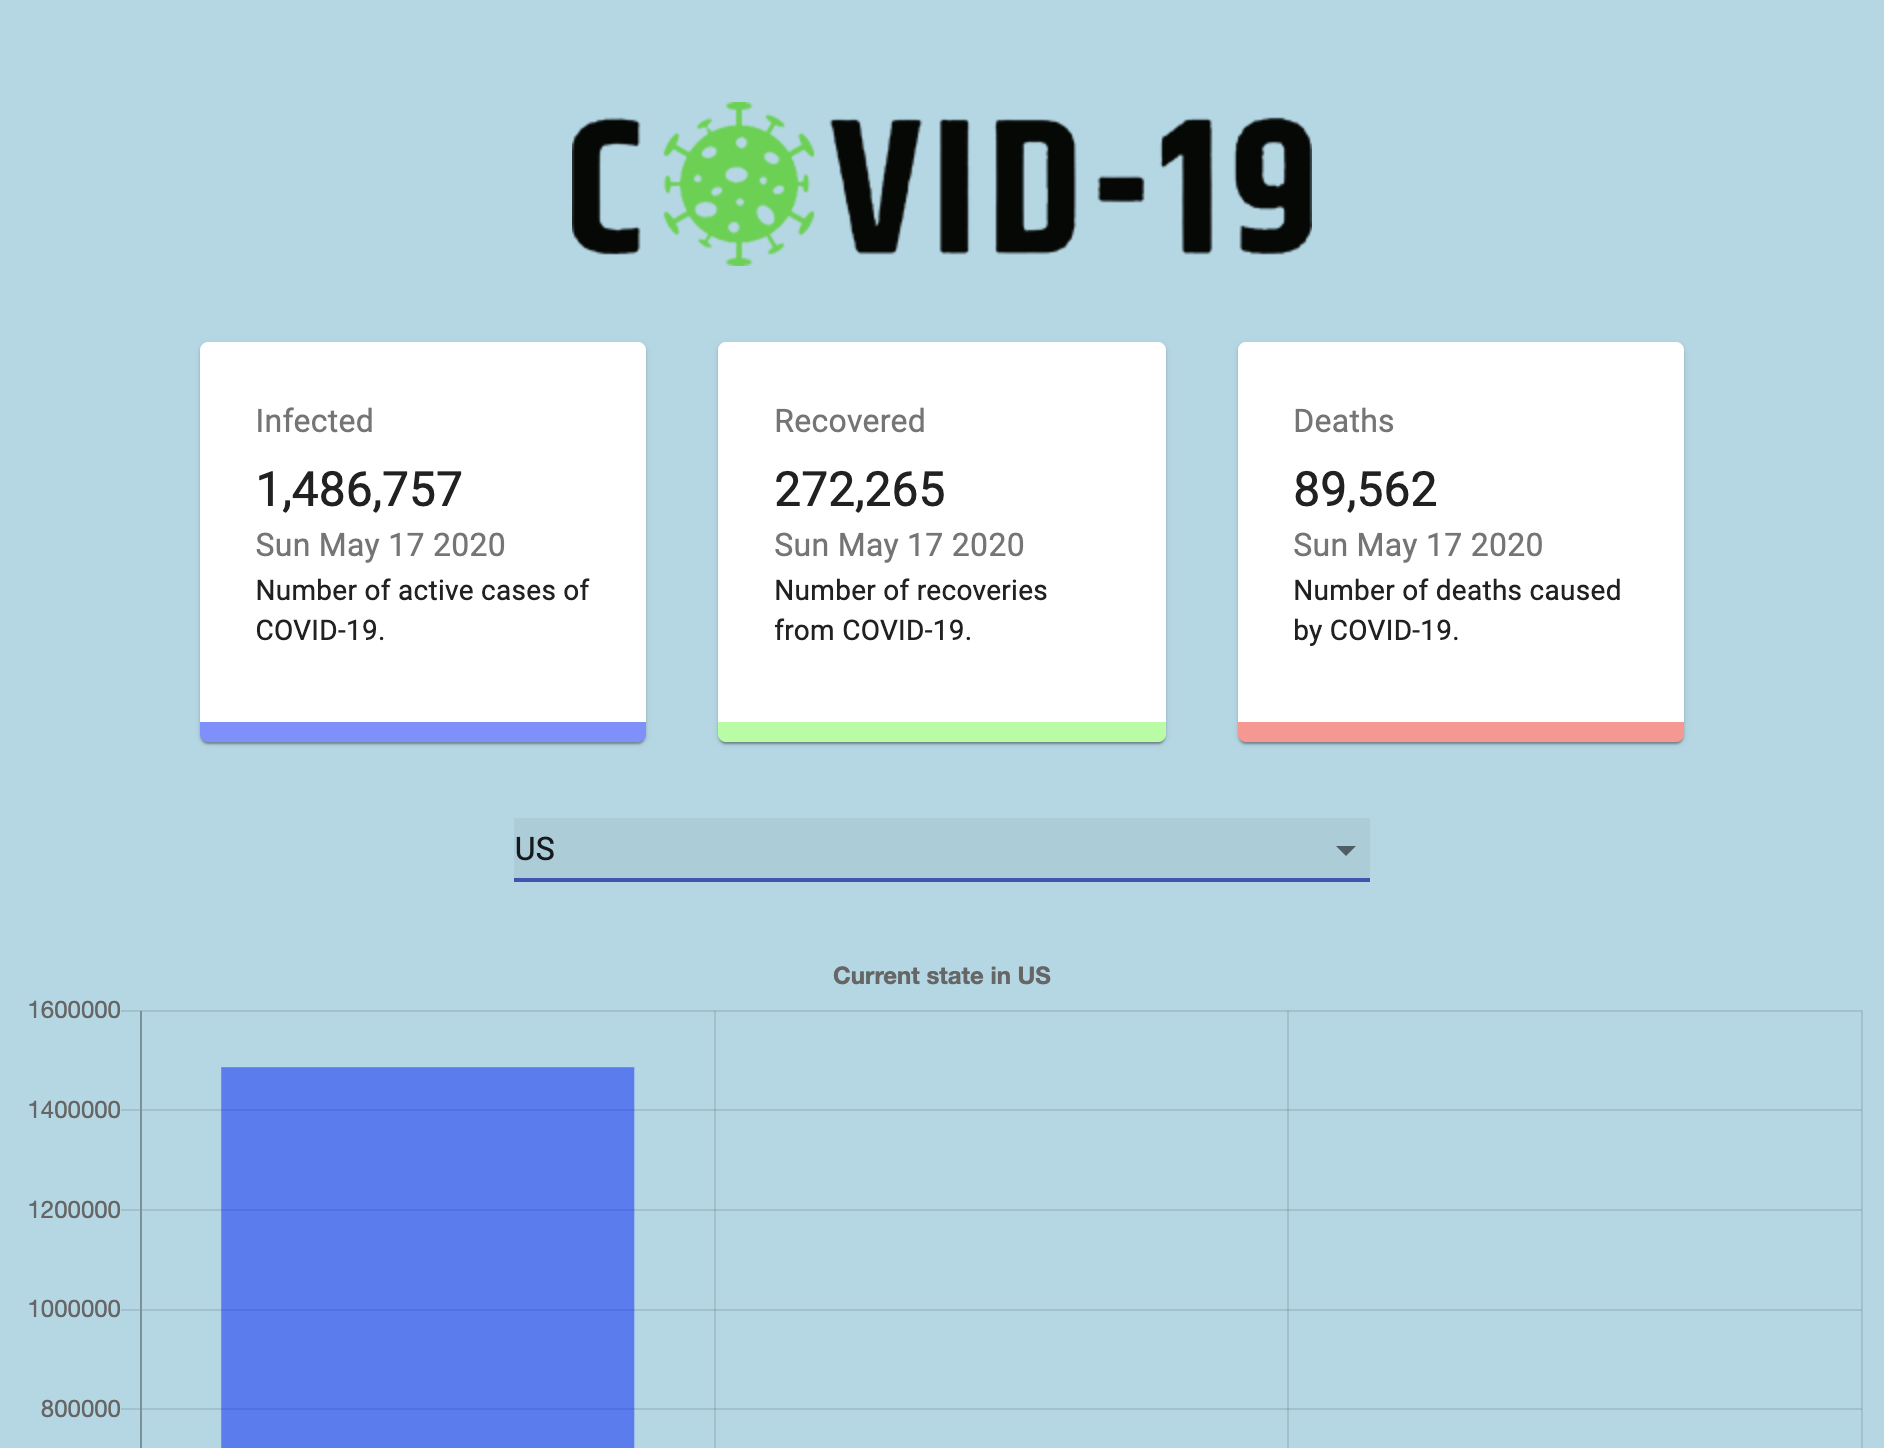 COVID-19
Infected
1,486,757
Sun May 17 2020
Number of active cases of
COVID-19.
Recovered
272,265
Sun May 17 2020
Number of recoveries
from COVID-19.
Deaths
89,562
Sun May 17 2020
Number of deaths caused
by COVID-19.
US
Current state in US
1600000
1400000
1200000
1000000
800000